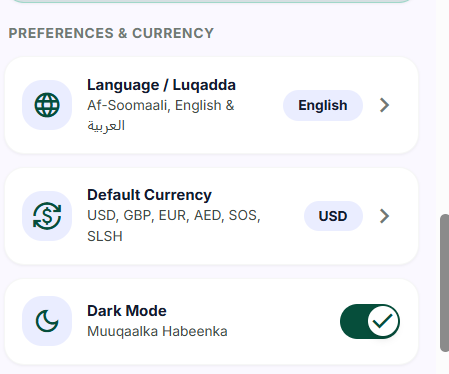 PREFERENCES & CURRENCY
Language / Luqadda
Af-Soomaali, English &
العربية
English
Default Currency
USD, GBP, EUR, AED, SOS,
SLSH
USD
Dark Mode
Muuqaalka Habeenka